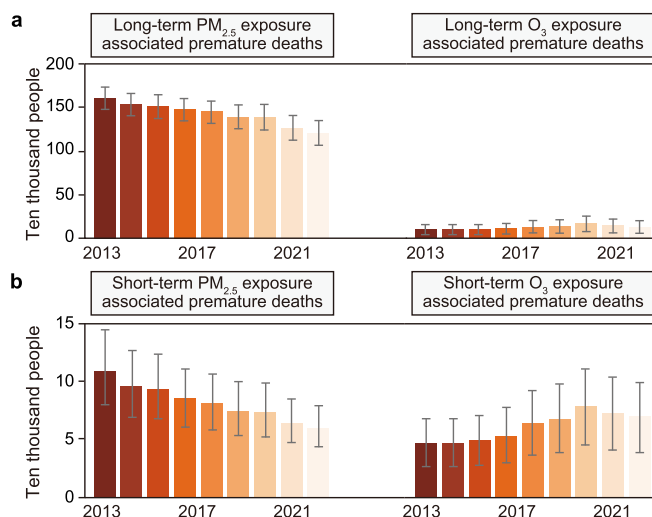 a
Long-term PM2.5 exposure
associated premature deaths
Long-term O3 exposure
associated premature deaths
Ten thousand people
200
150
100
50
0
2013 2017 2021 2013 2017 2021
b
Short-term PM2.5 exposure
associated premature deaths
Short-term O3 exposure
associated premature deaths
Ten thousand people
15
10
5
0
2013 2017 2021 2013 2017 2021